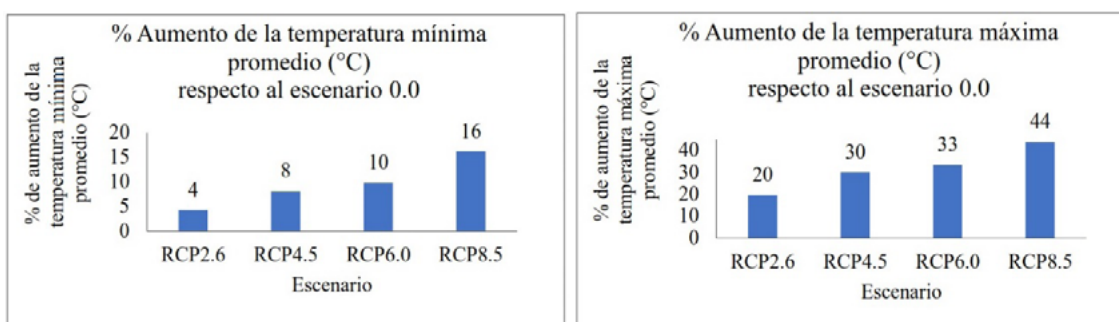 % Aumento de la temperatura mínima
promedio (°C)
respecto al escenario 0.0
% de aumento de la
temperatura mínima
promedio (°C)
20
15
10
5
0
4
8
10
16
RCP2.6
RCP4.5
RCP6.0
RCP8.5
Escenario
% Aumento de la temperatura máxima
promedio (°C)
respecto al escenario 0.0
% de aumento de la
temperatura máxima
promedio (°C)
40
30
20
10
0
20
30
33
44
RCP2.6
RCP4.5
RCP6.0
RCP8.5
Escenario